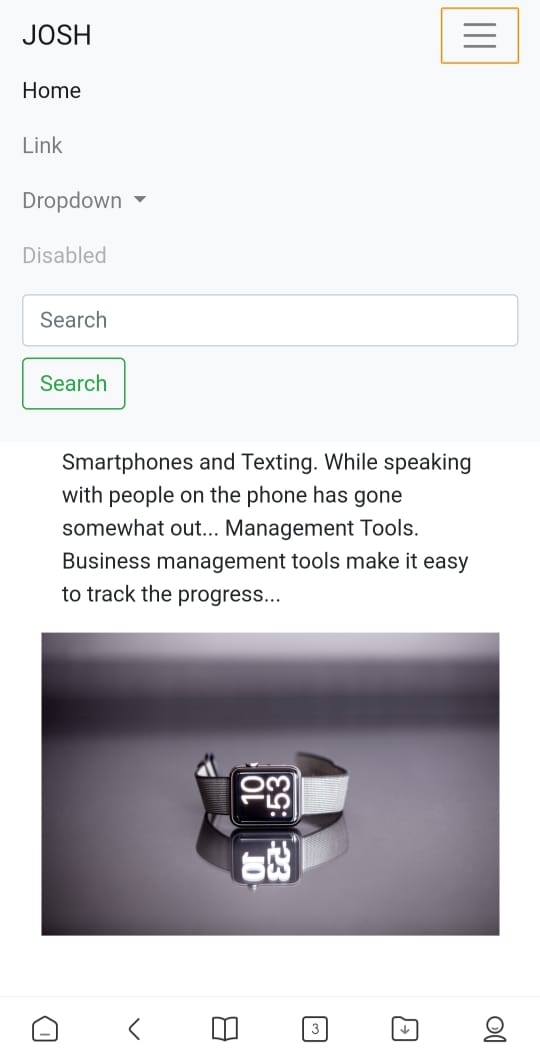 JOSH
Home
Link
Dropdown
Disabled
Search
Search
Smartphones and Texting. While speaking
with people on the phone has gone
somewhat out... Management Tools.
Business management tools make it easy
to track the progress...
10
:53
3